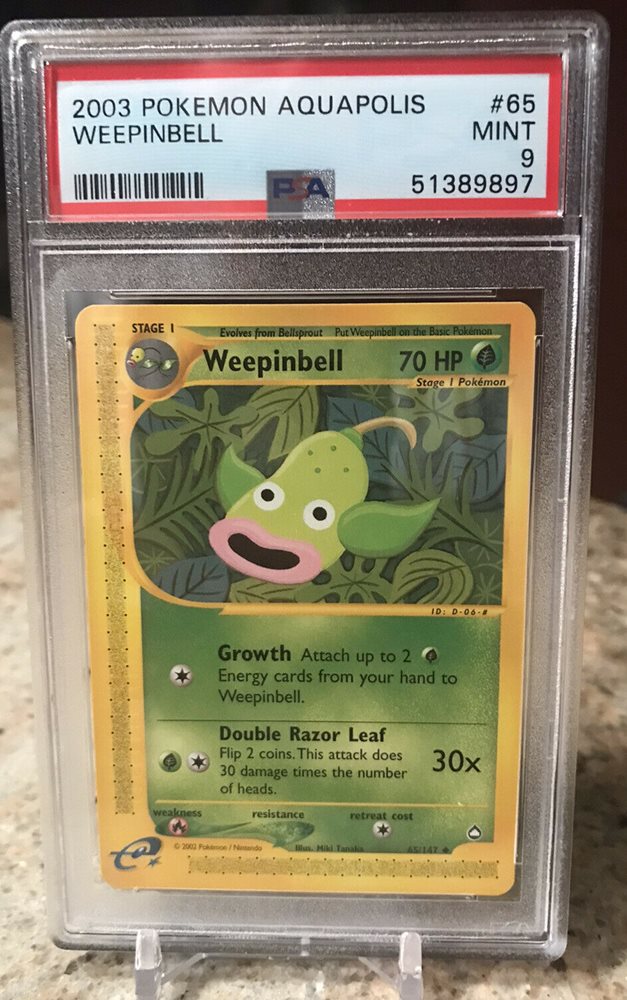 2003 POKEMON AQUAPOLIS #65
WEEPINBELL MINT
9
PSA 51389897
STAGE 1 Evolves from Bellsprout Put Weepinbell on the Basic Pokémon
Weepinbell 70 HP
Stage 1 Pokémon
ID: D-06-#
Growth Attach up to 2
Energy cards from your hand to
Weepinbell.
Double Razor Leaf
Flip 2 coins. This attack does
30 damage times the number
of heads.
30x
weakness resistance retreat cost
e
© 2002 Pokémon / Nintendo Illus. Miki Tanaka 65/147